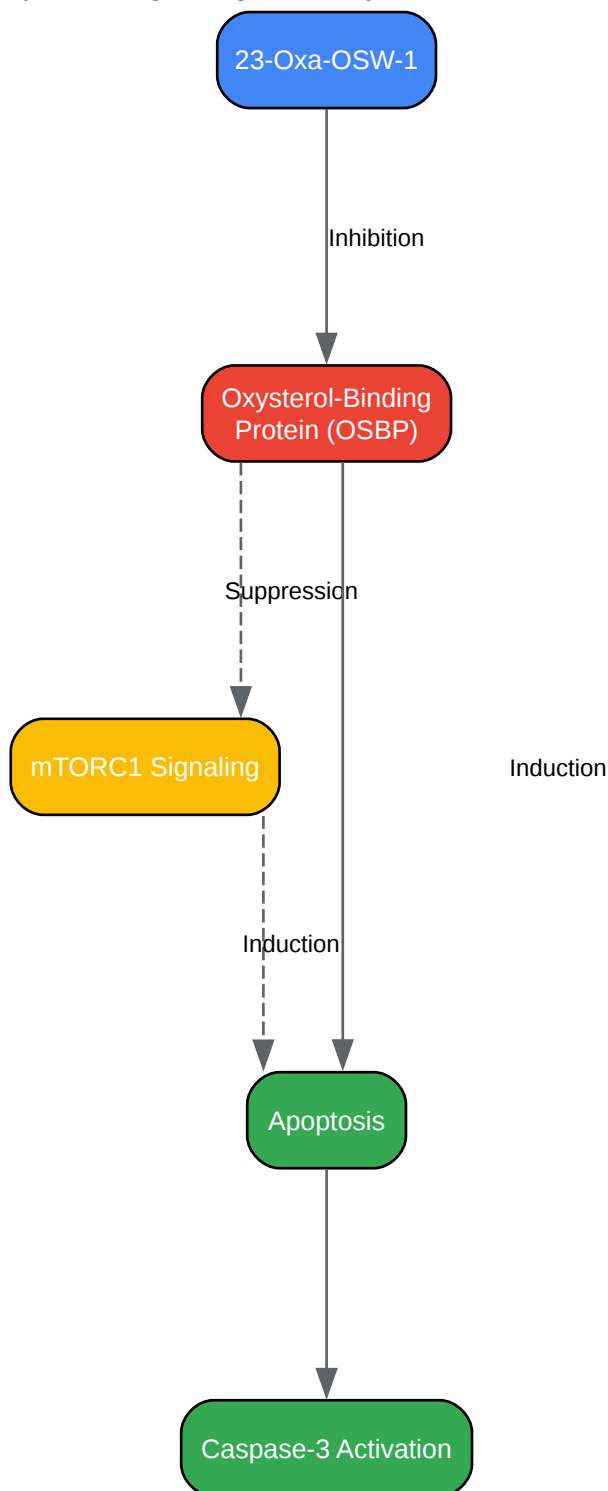 23-Oxa-OSW-1
Inhibition
Oxysterol-Binding
Protein (OSBP)
Suppression
mTORC1 Signaling
Induction
Induction
Apoptosis
Caspase-3 Activation